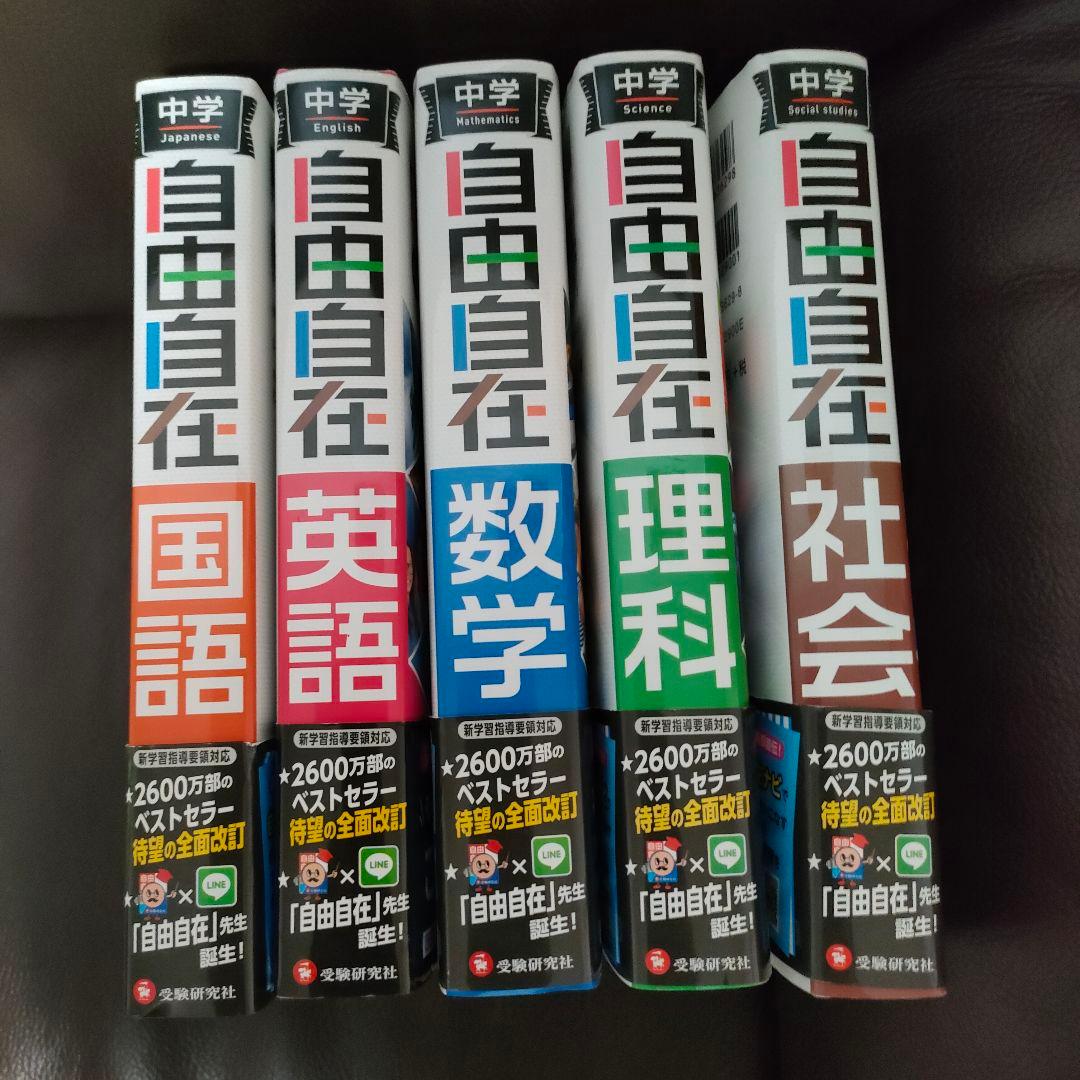 中学
Japanese
自由自在
国語
新学習指導要領対応
★2600万部の
ベストセラー
待望の全面改訂
★自由×LINE
「自由自在」先生
誕生!
受験研究社
中学
English
自由自在
英語
新学習指導要領対応
★2600万部の
ベストセラー
待望の全面改訂
★自由×LINE
「自由自在」先生
誕生!
受験研究社
中学
Mathematics
自由自在
数学
新学習指導要領対応
★2600万部の
ベストセラー
待望の全面改訂
★自由×LINE
「自由自在」先生
誕生!
受験研究社
中学
Science
自由自在
理科
新学習指導要領対応
★2600万部の
ベストセラー
待望の全面改訂
★自由×LINE
「自由自在」先生
誕生!
受験研究社
中学
Social studies
自由自在
社会
新学習指導要領対応
★2600万部の
ベストセラー
待望の全面改訂
★自由×LINE
「自由自在」先生
誕生!
受験研究社
+税